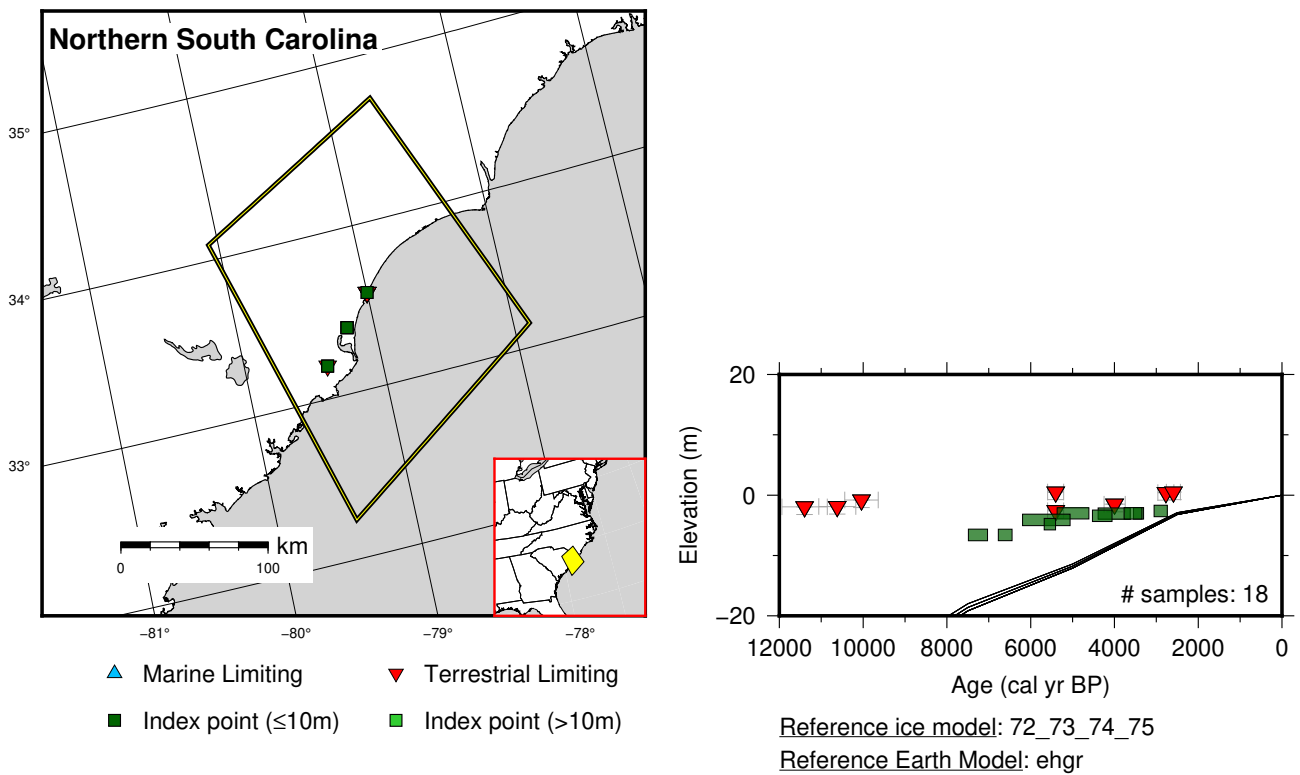 Northern South Carolina
35°
34°
33°
km
0 100
−81° −80° −79° −78°
Marine Limiting
Terrestrial Limiting
Index point (≤10m)
Index point (>10m)
20
0
−20
Elevation (m)
# samples: 18
12000 10000 8000 6000 4000 2000 0
Age (cal yr BP)
Reference ice model: 72_73_74_75
Reference Earth Model: ehgr